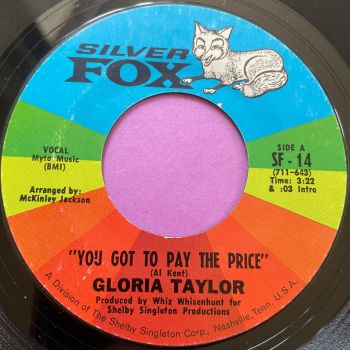 SILVER
FOX
VOCAL
Myto Music
(BMI)
Arranged by:
McKinley Jackson
SIDE A
SF - 14
(711-643)
Time: 3:22
& :03 Intro
"YOU GOT TO PAY THE PRICE"
(Al Kent)
GLORIA TAYLOR
Produced by Whiz Whisenhunt for
Shelby Singleton Productions
A Division of The Shelby Singleton Corp., Nashville, Tenn. U.S.A.